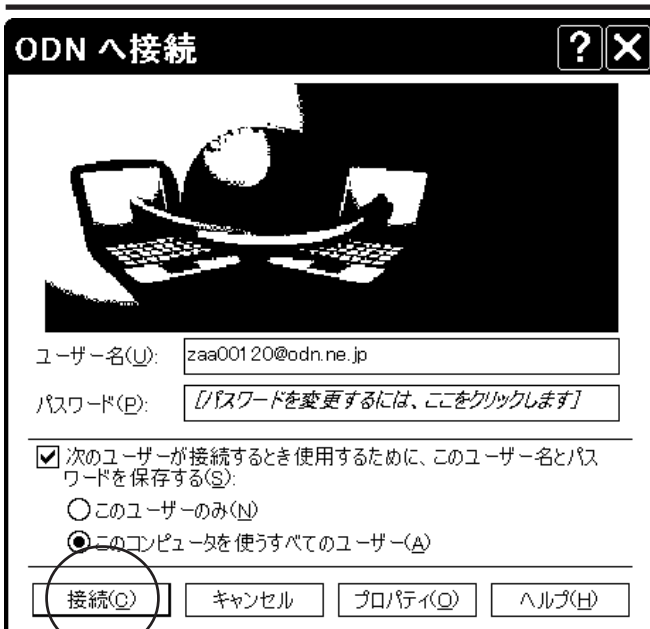 ODN へ接続
ユーザー名(U): zaa00120@odn.ne.jp
パスワード(P): [パスワードを変更するには、ここをクリックします]
次のユーザーが接続するとき使用するために、このユーザー名とパス
ワードを保存する(S):
このユーザーのみ(N)
このコンピュータを使うすべてのユーザー(A)
接続(C) キャンセル プロパティ(O) ヘルプ(H)